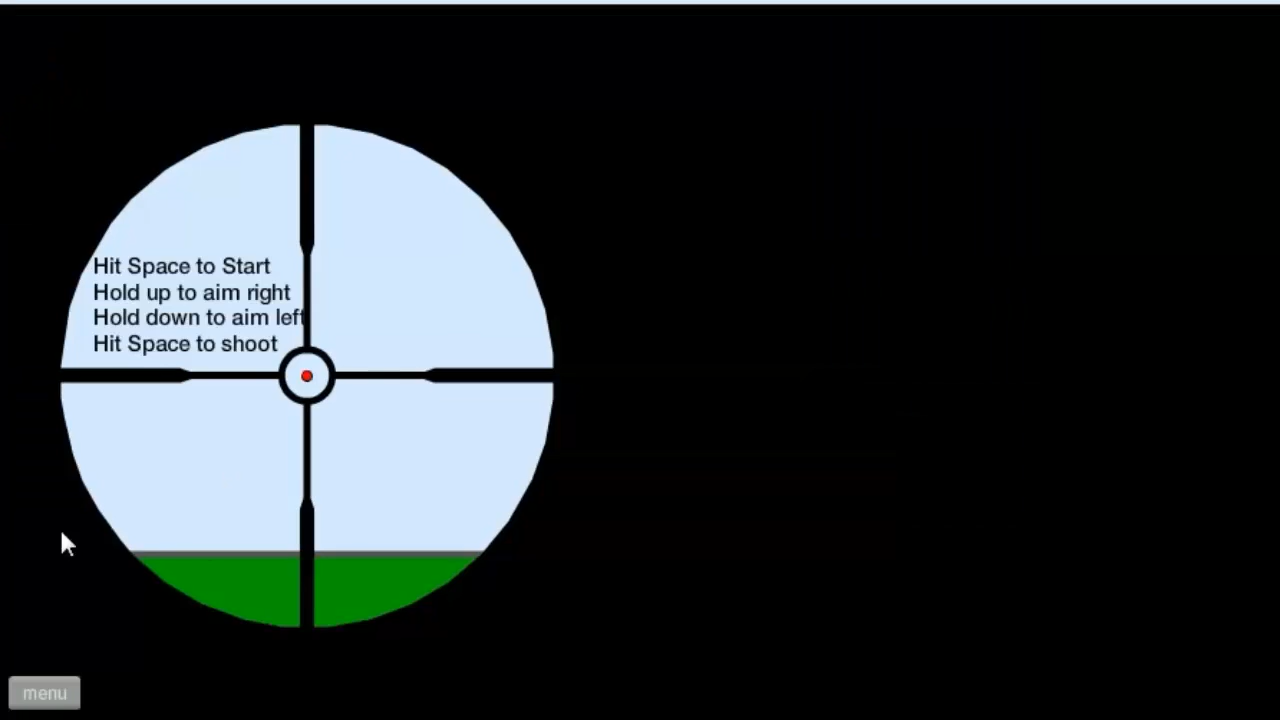 Hit Space to Start
Hold up to aim right
Hold down to aim left
Hit Space to shoot
menu